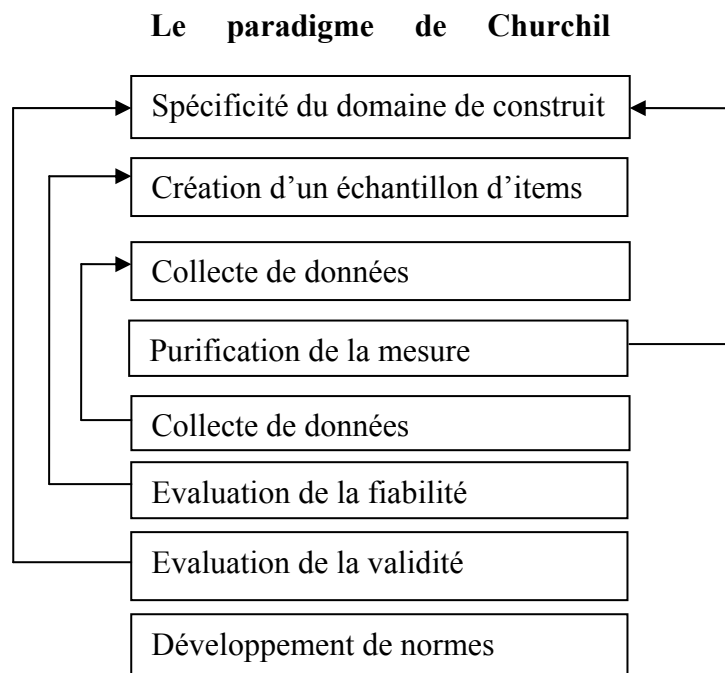 Le paradigme de Churchil
Spécificité du domaine de construit
Création d’un échantillon d’items
Collecte de données
Purification de la mesure
Collecte de données
Evaluation de la fiabilité
Evaluation de la validité
Développement de normes